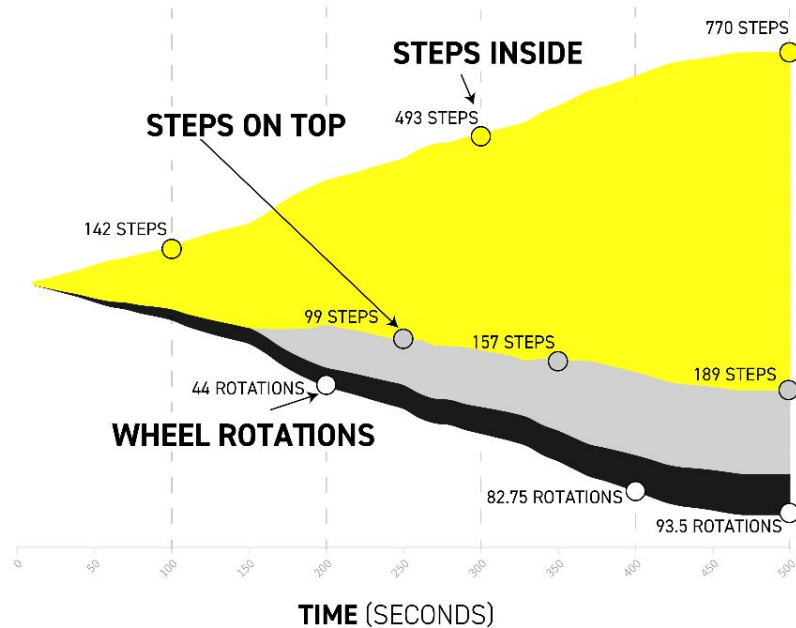 770 STEPS
STEPS INSIDE
493 STEPS
STEPS ON TOP
142 STEPS
99 STEPS
157 STEPS
189 STEPS
44 ROTATIONS
WHEEL ROTATIONS
82.75 ROTATIONS
93.5 ROTATIONS
0 50 100 150 200 250 300 350 400 450 500
TIME (SECONDS)